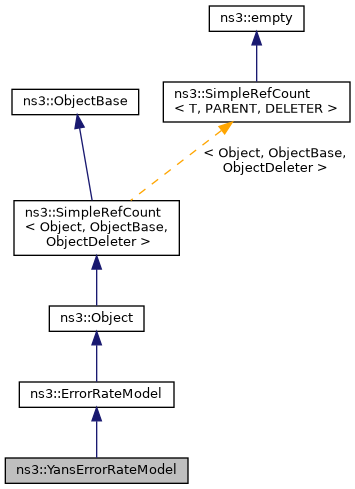 ns3::empty
ns3::SimpleRefCount
< T, PARENT, DELETER >
ns3::ObjectBase
< Object, ObjectBase,
ObjectDeleter >
ns3::SimpleRefCount
< Object, ObjectBase,
ObjectDeleter >
ns3::Object
ns3::ErrorRateModel
ns3::YansErrorRateModel